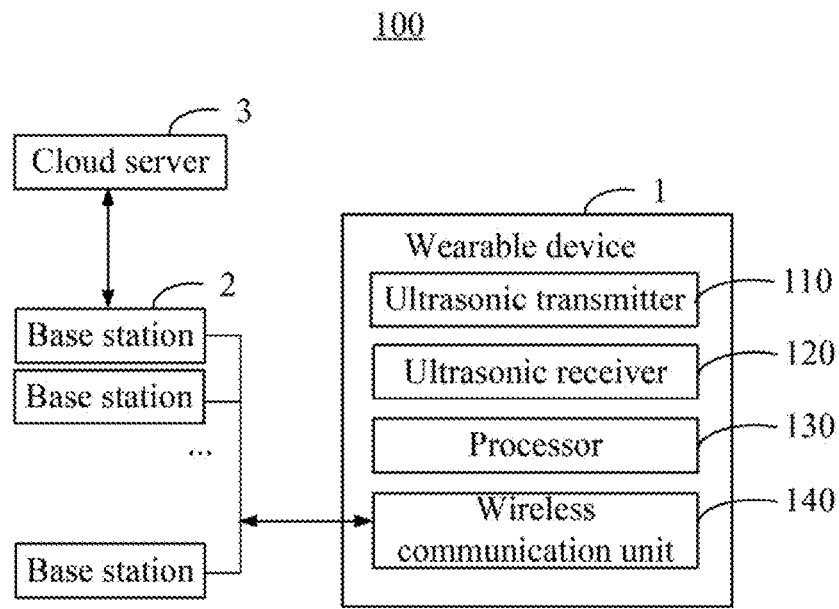 100
3
Cloud server
2
Base station
Base station
...
Base station
1
Wearable device
Ultrasonic transmitter
110
Ultrasonic receiver
120
Processor
130
Wireless
communication unit
140